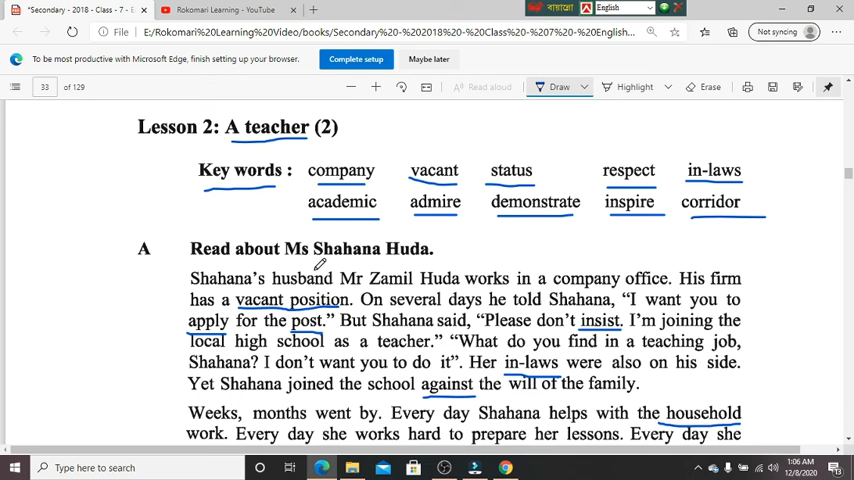 *Secondary - 2018 - Class - 7 - E
Rokomari Learning - YouTube
বায়ান্নো
English
File
E:/Rokomari%20Learning%20Video/books/Secondary%20-%202018%20-%20Class%20-%207%20-%20English...
Not syncing
To be most productive with Microsoft Edge, finish setting up your browser.
Complete setup
Maybe later
33
of 129
Read aloud
Draw
Highlight
Erase
Lesson 2: A teacher (2)
Key words : company vacant status respect in-laws
academic admire demonstrate inspire corridor
A Read about Ms Shahana Huda.
Shahana's husband Mr Zamil Huda works in a company office. His firm
has a vacant position. On several days he told Shahana, “I want you to
apply for the post.” But Shahana said, “Please don't insist. I'm joining the
local high school as a teacher.” “What do you find in a teaching job,
Shahana? I don't want you to do it”. Her in-laws were also on his side.
Yet Shahana joined the school against the will of the family.
Weeks, months went by. Every day Shahana helps with the household
work. Every day she works hard to prepare her lessons. Every day she
Type here to search
1:06 AM
12/8/2020